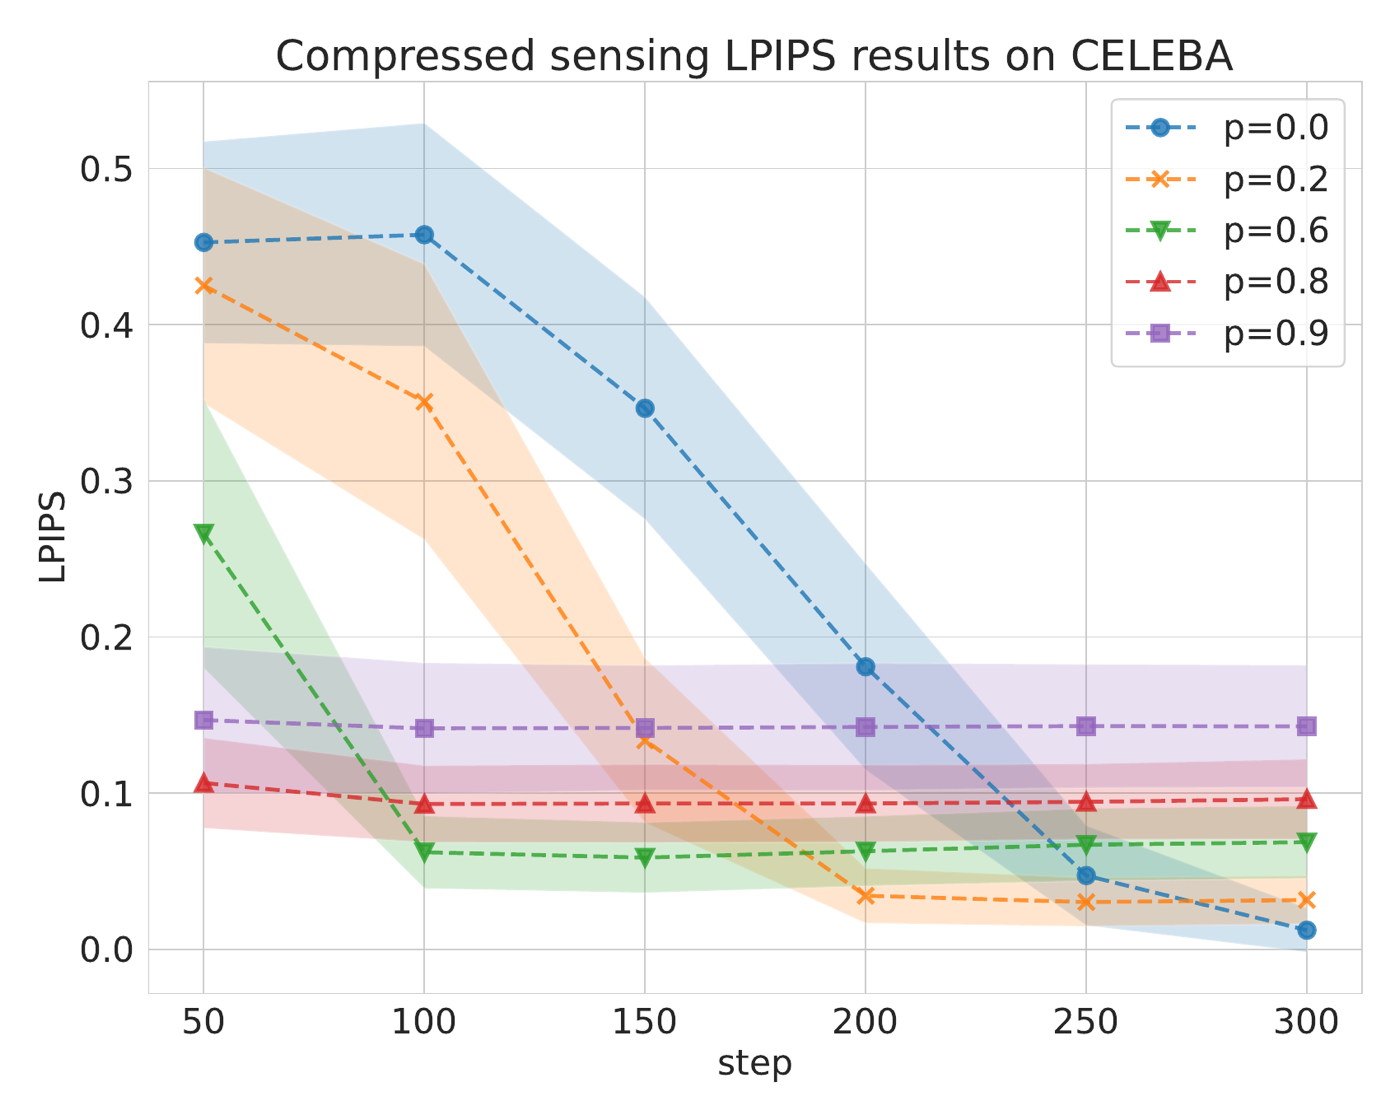 Compressed sensing LPIPS results on CELEBA
p=0.0
p=0.2
p=0.6
p=0.8
p=0.9
0.5
0.4
0.3
0.2
0.1
0.0
LPIPS
50 100 150 200 250 300
step